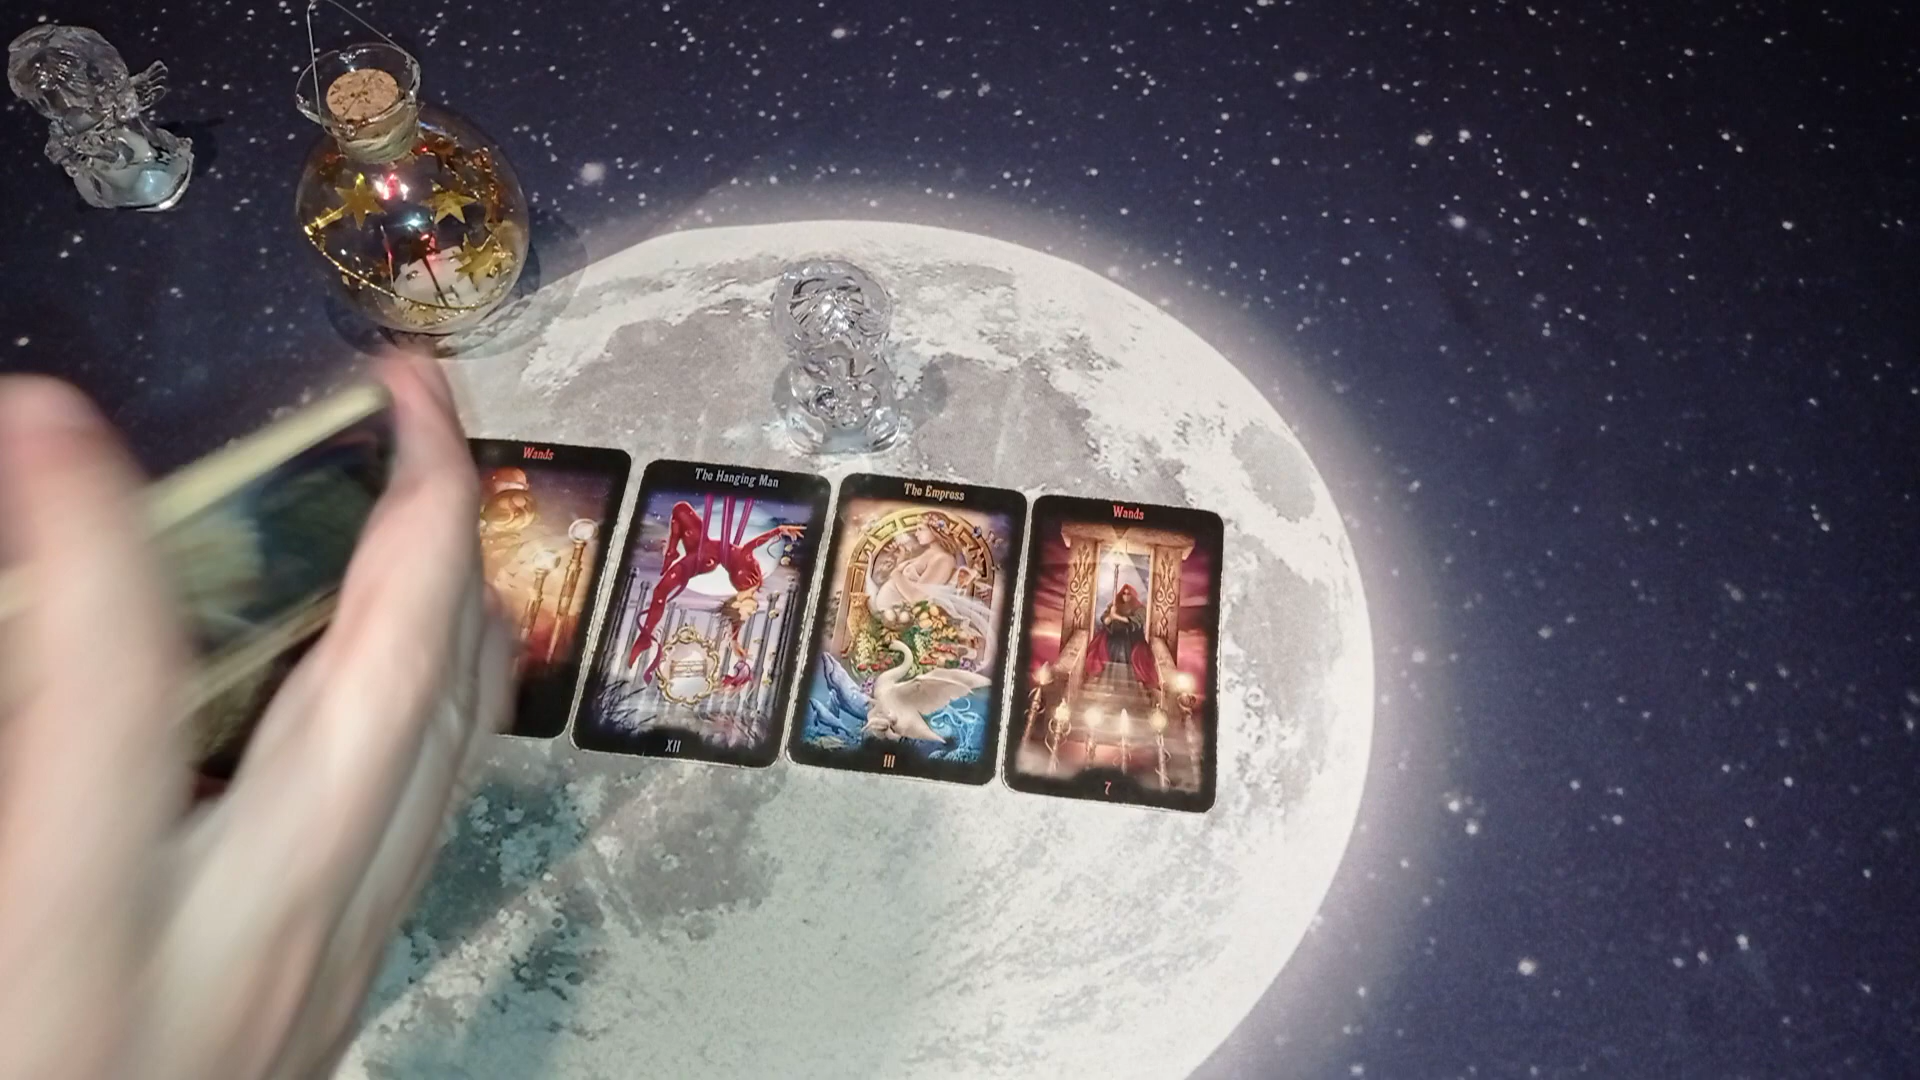 Wands
The Hanging Man
XII
The Empress
III
Wands
7